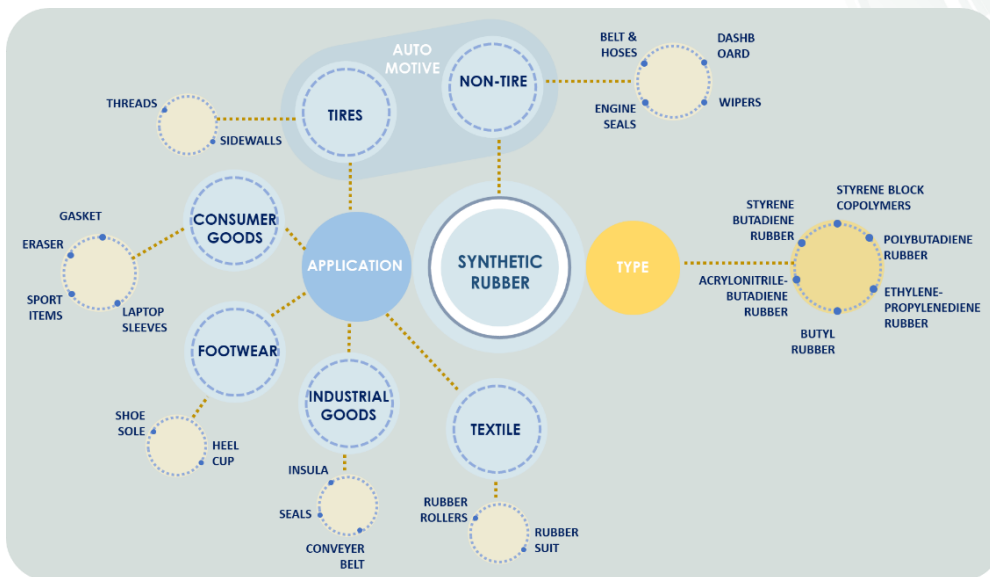 AUTO
MOTIVE
TIRES
NON-TIRE
BELT &
HOSES
DASHB
OARD
ENGINE
SEALS
WIPERS
THREADS
SIDEWALLS
CONSUMER
GOODS
GASKET
ERASER
SPORT
ITEMS
LAPTOP
SLEEVES
APPLICATION
SYNTHETIC
RUBBER
TYPE
STYRENE
BUTADIENE
RUBBER
STYRENE BLOCK
COPOLYMERS
POLYBUTADIENE
RUBBER
ACRYLONITRILE-
BUTADIENE
RUBBER
ETHYLENE-
PROPYLENEDIENE
RUBBER
BUTYL
RUBBER
FOOTWEAR
SHOE
SOLE
HEEL
CUP
INDUSTRIAL
GOODS
INSULA
SEALS
CONVEYER
BELT
TEXTILE
RUBBER
ROLLERS
RUBBER
SUIT